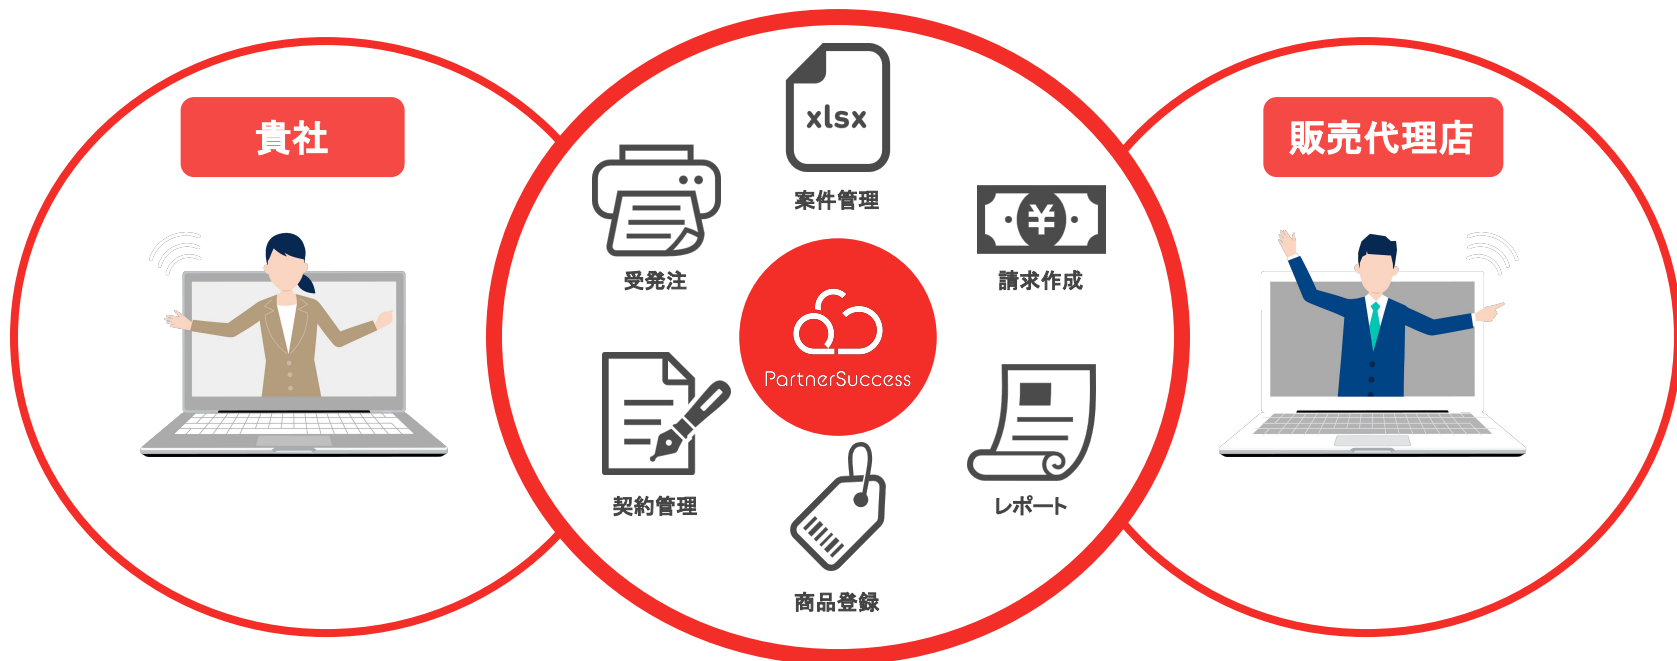 貴社
xlsx
案件管理
受発注
¥
請求作成
PartnerSuccess
契約管理
レポート
商品登録
販売代理店